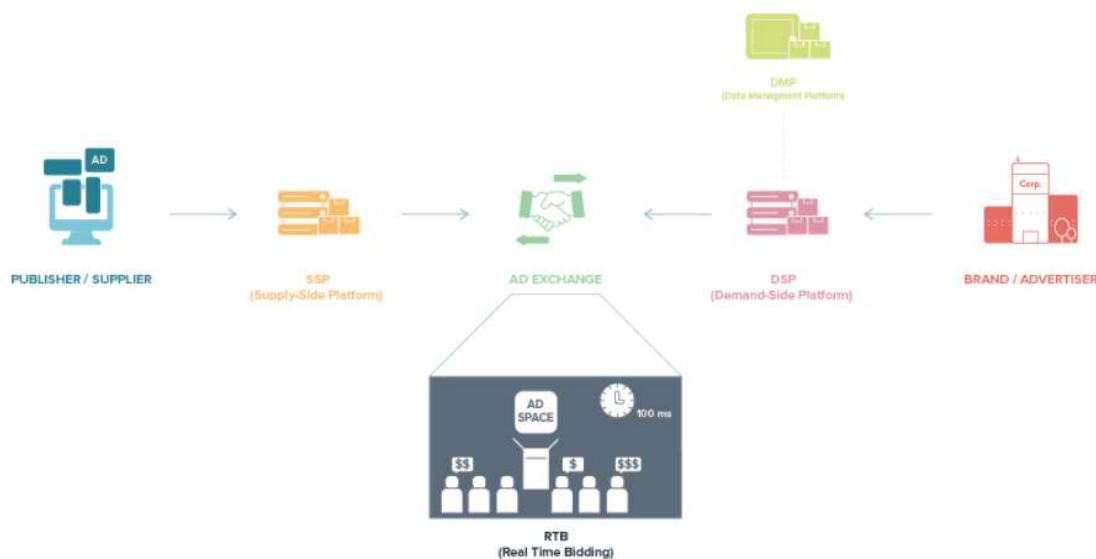 DMP
(Data Managment Platform)
AD
Corp.
PUBLISHER / SUPPLIER
SSP
(Supply-Side Platform)
AD EXCHANGE
DSP
(Demand-Side Platform)
BRAND / ADVERTISER
AD
SPACE
100 ms
$$
$
$$$
RTB
(Real Time Bidding)